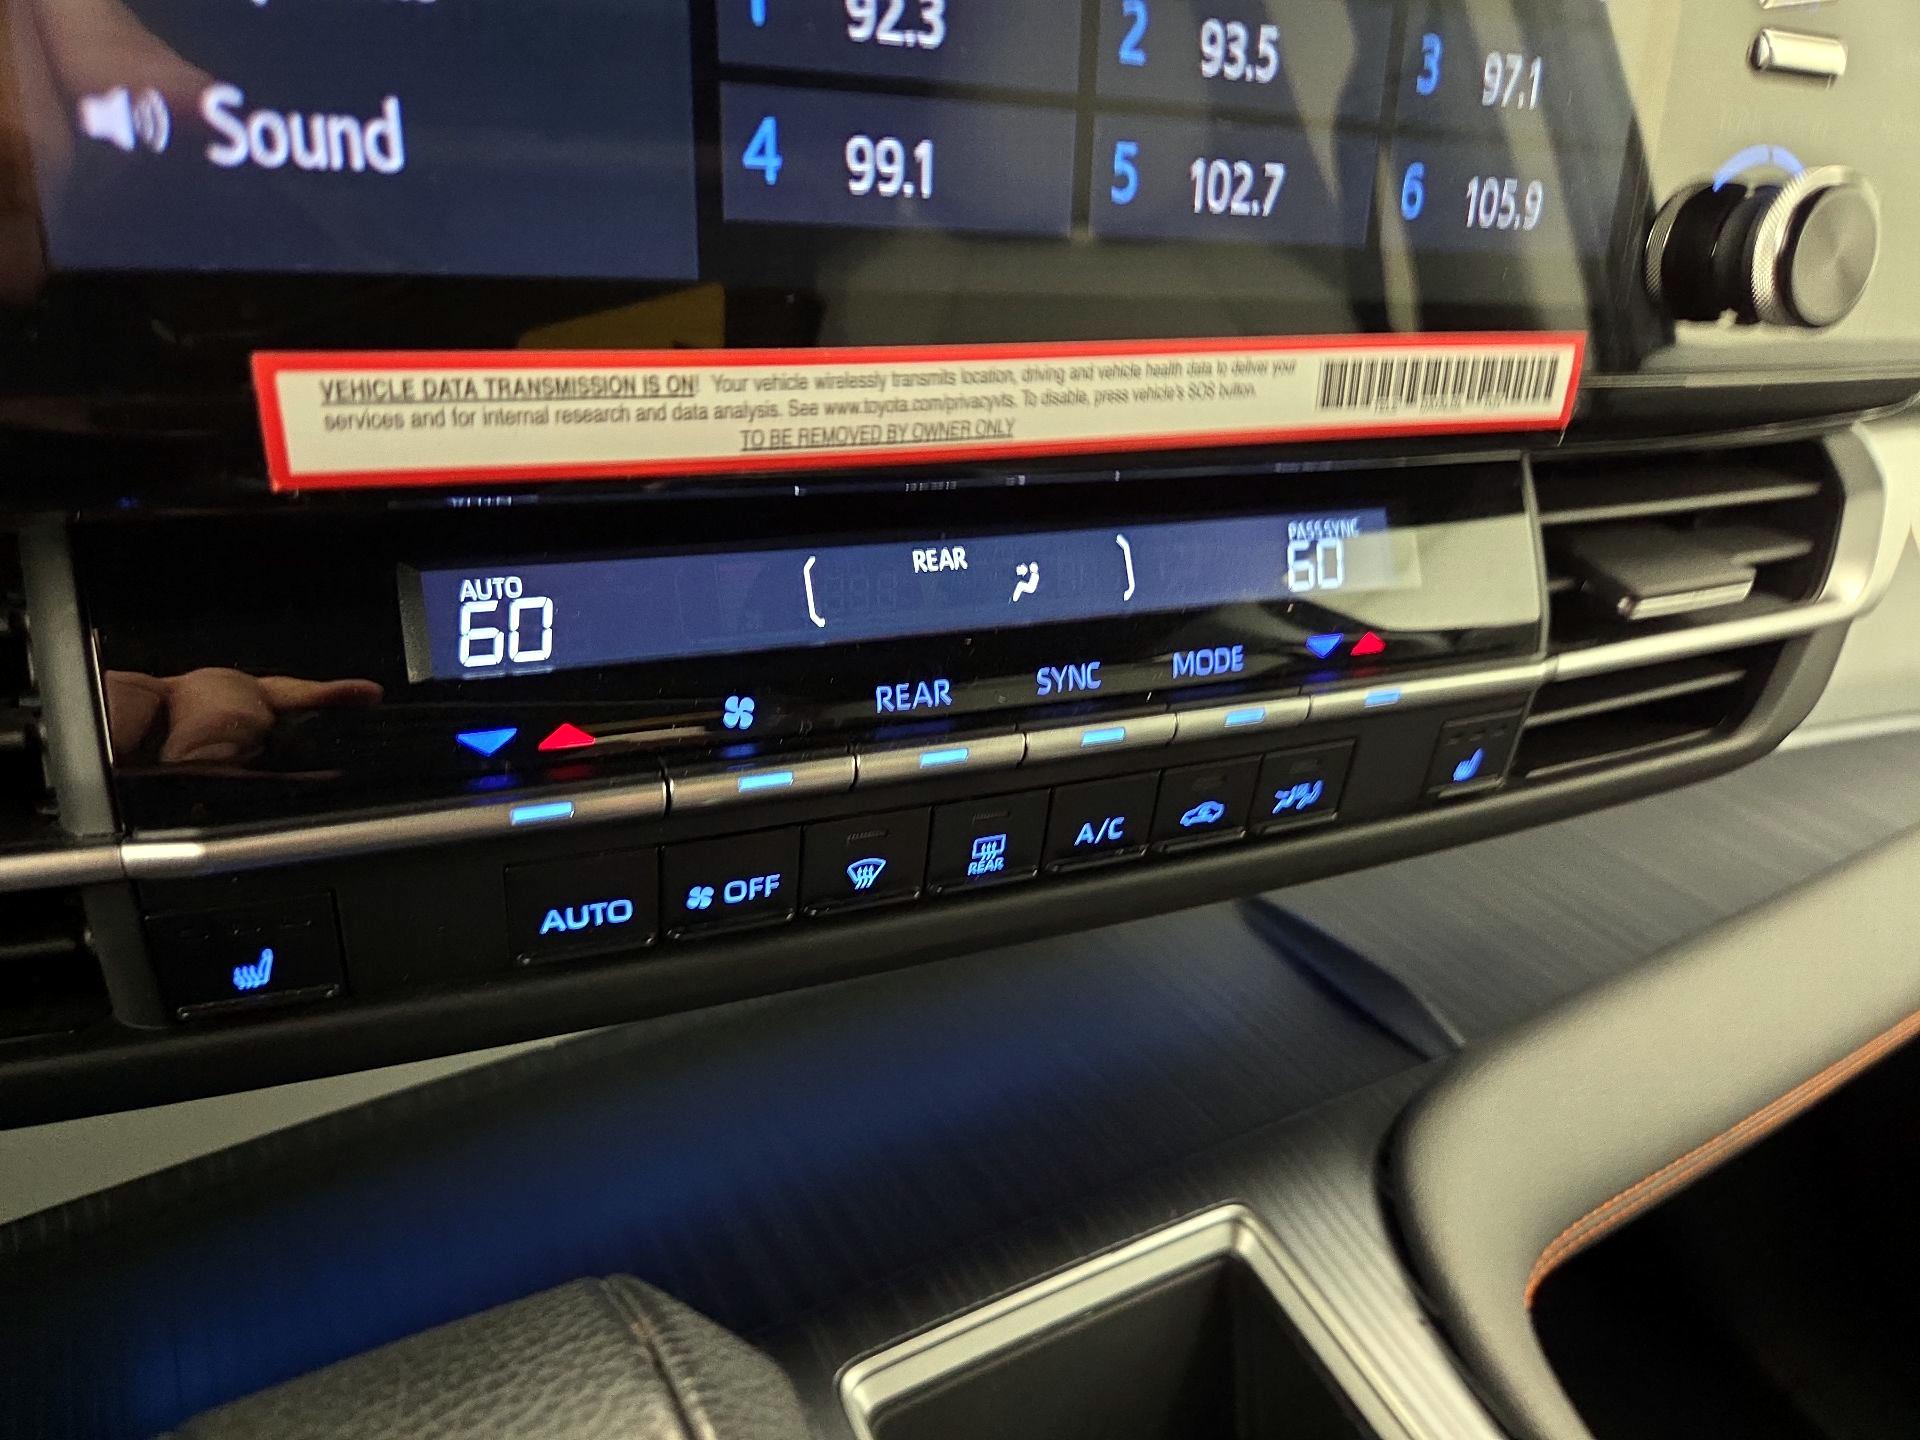 1 92.3
2 93.5
3 97.1
Sound
4 99.1
5 102.7
6 105.9
VEHICLE DATA TRANSMISSION IS ON! Your vehicle wirelessly transmits location, driving and vehicle health data to deliver your
services and for internal research and data analysis. See www.toyota.com/privacyvts. To disable, press vehicle's SOS button.
TO BE REMOVED BY OWNER ONLY
AUTO
60
REAR
PASS SYNC
60
REAR
SYNC
MODE
AUTO
OFF
REAR
A/C